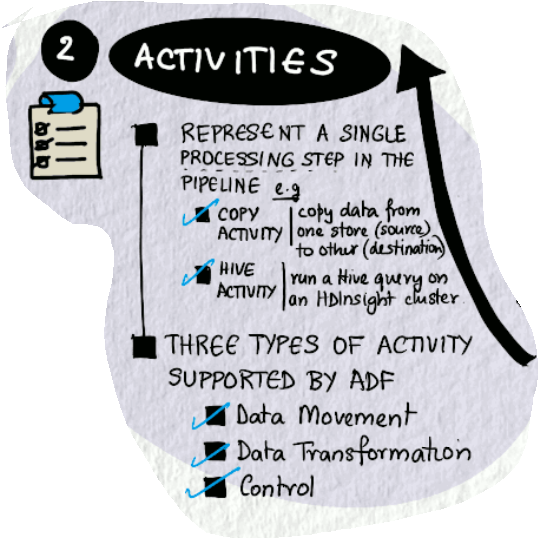 2
ACTIVITIES
REPRESENT A SINGLE
PROCESSING STEP IN THE
PIPELINE e.g
COPY
ACTIVITY
copy data from
one store (source)
to other (destination)
HIVE
ACTIVITY
run a Hive query on
an HDInsight cluster
THREE TYPES OF ACTIVITY
SUPPORTED BY ADF
Data Movement
Data Transformation
Control